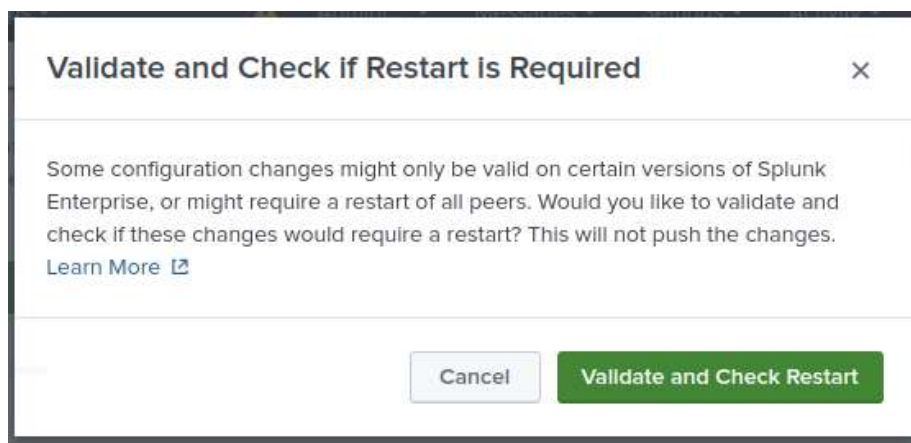 Validate and Check if Restart is Required
Some configuration changes might only be valid on certain versions of Splunk
Enterprise, or might require a restart of all peers. Would you like to validate and
check if these changes would require a restart? This will not push the changes.
Learn More
Cancel
Validate and Check Restart